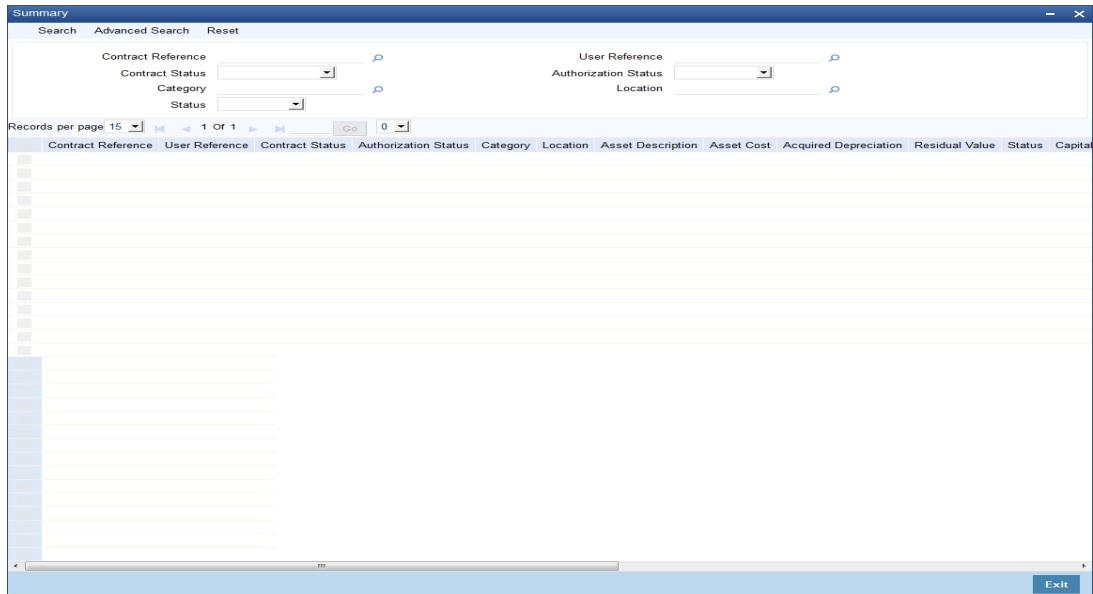 Summary
Search Advanced Search Reset
Contract Reference User Reference
Contract Status Authorization Status
Category Location
Status
Records per page 15 1 Of 1 Go 0
Contract Reference User Reference Contract Status Authorization Status Category Location Asset Description Asset Cost Acquired Depreciation Residual Value Status Capital
Exit